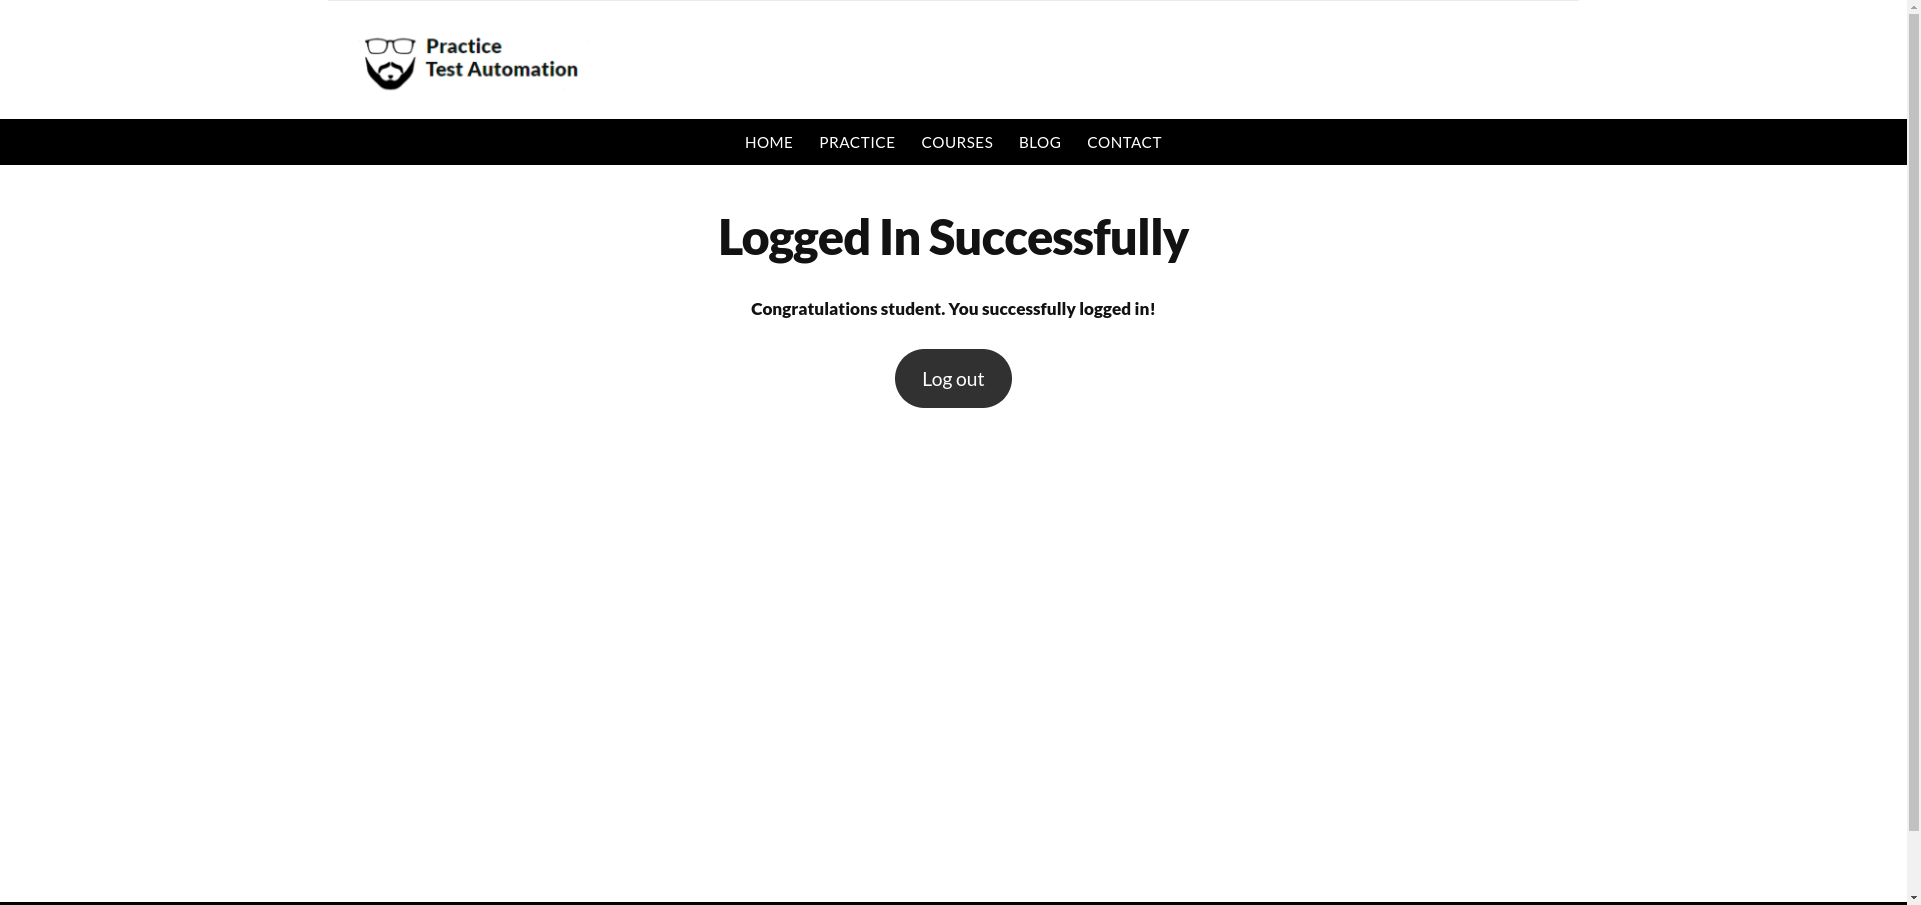 Practice
Test Automation
HOME PRACTICE COURSES BLOG CONTACT
Logged In Successfully
Congratulations student. You successfully logged in!
Log out